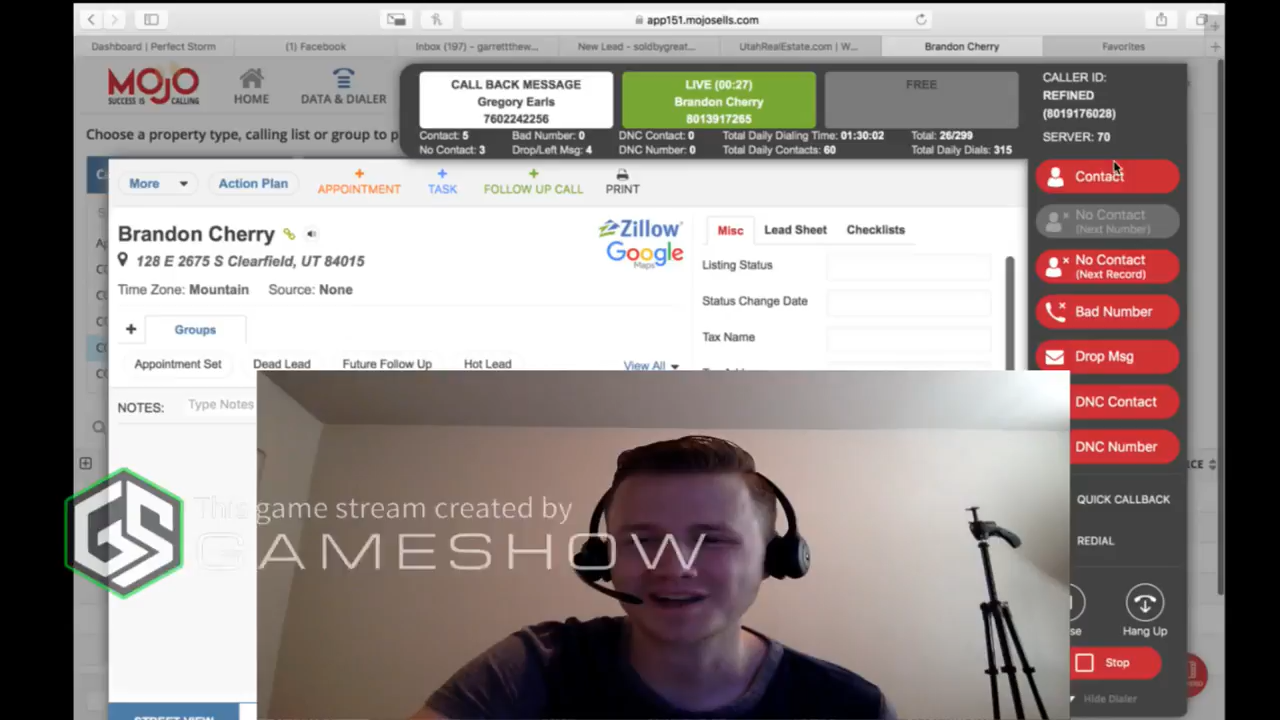 app151.mojosells.com
Dashboard | Perfect Storm
(1) Facebook
Inbox (197) - garrettthew...
New Lead - soldbygreat...
UtahRealEstate.com | W...
Brandon Cherry
Favorites
MOJO
SUCCESS IS CALLING
HOME
DATA & DIALER
Choose a property type, calling list or group to p
CALL BACK MESSAGE
Gregory Earls
7602242256
LIVE (00:27)
Brandon Cherry
8013917265
FREE
CALLER ID:
REFINED
(8019176028)
SERVER: 70
Contact: 5
Bad Number: 0
DNC Contact: 0
Total Daily Dialing Time: 01:30:02
Total: 26/299
No Contact: 3
Drop/Left Msg: 4
DNC Number: 0
Total Daily Contacts: 60
Total Daily Dials: 315
More
Action Plan
APPOINTMENT
TASK
FOLLOW UP CALL
PRINT
Brandon Cherry
128 E 2675 S Clearfield, UT 84015
Time Zone: Mountain
Source: None
Zillow
Google
Maps
Misc
Lead Sheet
Checklists
Listing Status
Status Change Date
Tax Name
Groups
Appointment Set
Dead Lead
Future Follow Up
Hot Lead
View All
NOTES:
Type Notes
Contact
No Contact
(Next Number)
No Contact
(Next Record)
Bad Number
Drop Msg
DNC Contact
DNC Number
QUICK CALLBACK
REDIAL
Hang Up
Stop
Hide Dialer
This game stream created by
GAMESHOW
GS
STREET VIEW